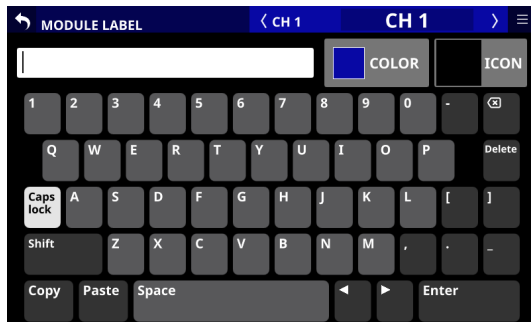 MODULE LABEL 〈 CH 1 CH 1 〉 ≡
COLOR ICON
1 2 3 4 5 6 7 8 9 0 - ⌫
Q W E R T Y U I O P Delete
Caps lock A S D F G H J K L [ ]
Shift Z X C V B N M , . _
Copy Paste Space ◀ ▶ Enter